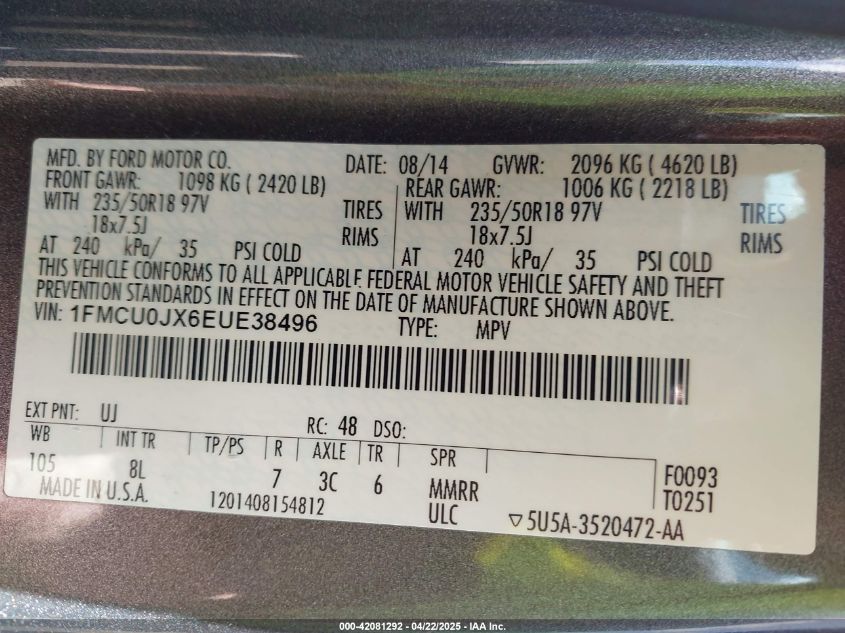 MFD. BY FORD MOTOR CO. DATE: 08/14 GVWR: 2096 KG ( 4620 LB)
FRONT GAWR: 1098 KG ( 2420 LB) REAR GAWR: 1006 KG ( 2218 LB)
WITH 235/50R18 97V TIRES WITH 235/50R18 97V TIRES
18x7.5J RIMS 18x7.5J RIMS
AT 240 kPa/ 35 PSI COLD AT 240 kPa/ 35 PSI COLD
THIS VEHICLE CONFORMS TO ALL APPLICABLE FEDERAL MOTOR VEHICLE SAFETY AND THEFT
PREVENTION STANDARDS IN EFFECT ON THE DATE OF MANUFACTURE SHOWN ABOVE.
VIN: 1FMCU0JX6EUE38496 TYPE: MPV
EXT PNT: UJ RC: 48 DSO:
WB INT TR TP/PS R AXLE TR SPR
105 8L 7 3C 6 MMRR F0093
MADE IN U.S.A. 1201408154812 ULC T0251
▽5U5A-3520472-AA
000-42081292 - 04/22/2025 - IAA Inc.